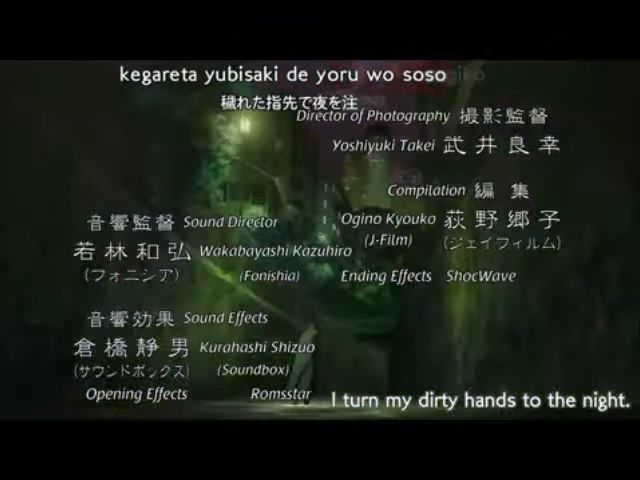 kegareta yubisaki de yoru wo soso
穢れた指先で夜を注
Director of Photography 撮影監督
Yoshiyuki Takei 武井良幸
Compilation 編集
音響監督 Sound Director
Ogino Kyouko 荻野郷子
(J-Film) (ジェイフィルム)
若林和弘 Wakabayashi Kazuhiro
(フォニシア) (Fonishia)
Ending Effects ShocWave
音響効果 Sound Effects
倉橋静男 Kurahashi Shizuo
(サウンドボックス) (Soundbox)
Opening Effects Romsstar
I turn my dirty hands to the night.